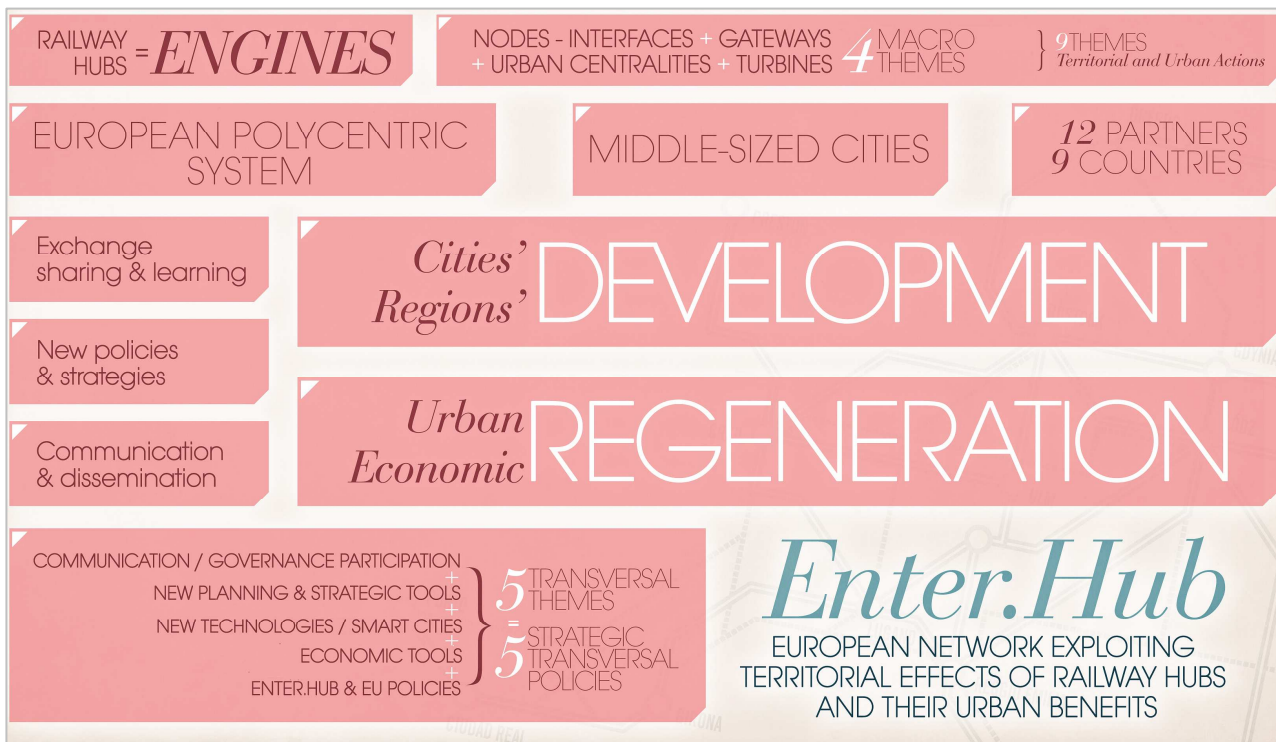 RAILWAY
HUBS = ENGINES
NODES - INTERFACES + GATEWAYS
+ URBAN CENTRALITIES + TURBINES
4 MACRO
THEMES
} 9 THEMES
Territorial and Urban Actions
EUROPEAN POLYCENTRIC
SYSTEM
MIDDLE-SIZED CITIES
12 PARTNERS
9 COUNTRIES
Exchange
sharing & learning
New policies
& strategies
Communication
& dissemination
Cities'
Regions'
DEVELOPMENT
Urban
Economic
REGENERATION
COMMUNICATION / GOVERNANCE PARTICIPATION
+
NEW PLANNING & STRATEGIC TOOLS
+
NEW TECHNOLOGIES / SMART CITIES
+
ECONOMIC TOOLS
+
ENTER.HUB & EU POLICIES
} 5 TRANSVERSAL
THEMES
=
5 STRATEGIC
TRANSVERSAL
POLICIES
Enter.Hub
EUROPEAN NETWORK EXPLOITING
TERRITORIAL EFFECTS OF RAILWAY HUBS
AND THEIR URBAN BENEFITS
CIUDAD REAL